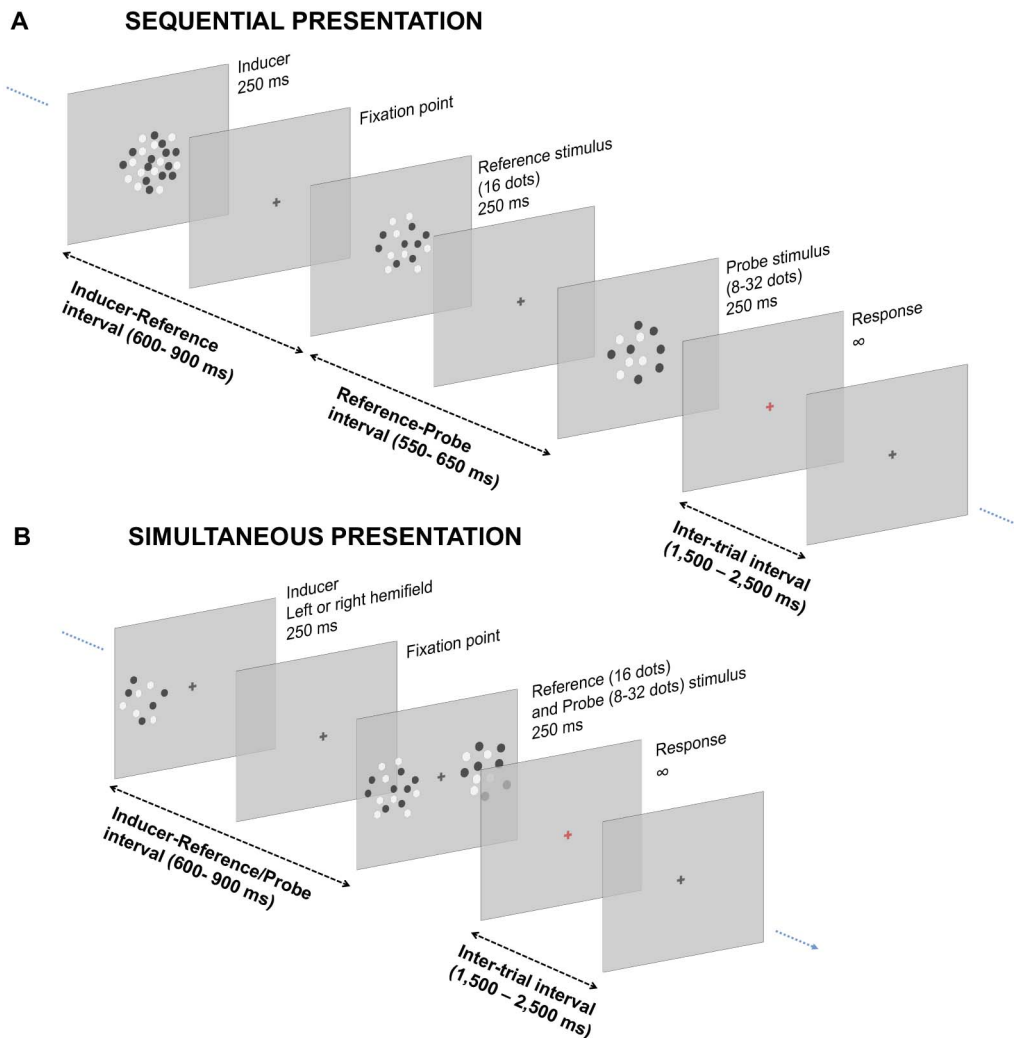 A
SEQUENTIAL PRESENTATION
Inducer
250 ms
Fixation point
Reference stimulus
(16 dots)
250 ms
Probe stimulus
(8-32 dots)
250 ms
Response
∞
Inducer-Reference
interval (600- 900 ms)
Reference-Probe
interval (550- 650 ms)
Inter-trial interval
(1,500 – 2,500 ms)
B
SIMULTANEOUS PRESENTATION
Inducer
Left or right hemifield
250 ms
Fixation point
Reference (16 dots)
and Probe (8-32 dots) stimulus
250 ms
Response
∞
Inducer-Reference/Probe
interval (600- 900 ms)
Inter-trial interval
(1,500 – 2,500 ms)